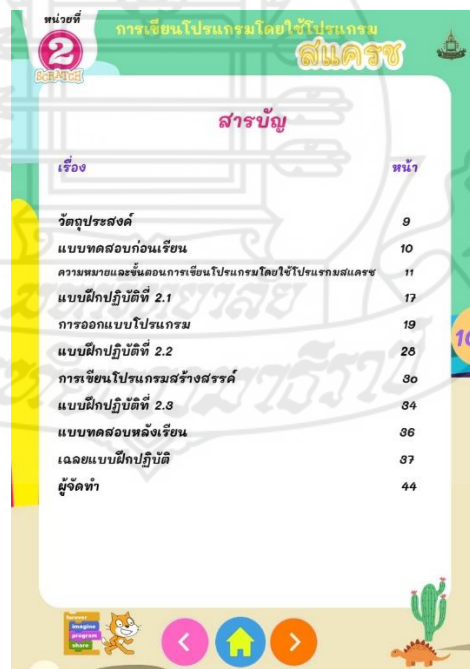 หน่วยที่
2
SCRATCH
การเขียนโปรแกรมโดยใช้โปรแกรม
สแครช
สารบัญ
เรื่อง หน้า
วัตถุประสงค์ 9
แบบทดสอบก่อนเรียน 10
ความหมายและขั้นตอนการเขียนโปรแกรมโดยใช้โปรแรกมสแครช 11
แบบฝึกปฏิบัติที่ 2.1 17
การออกแบบโปรแกรม 19
แบบฝึกปฏิบัติที่ 2.2 28
การเขียนโปรแกรมสร้างสรรค์ 30
แบบฝึกปฏิบัติที่ 2.3 34
แบบทดสอบหลังเรียน 36
เฉลยแบบฝึกปฏิบัติ 37
ผู้จัดทำ 44
10
forever
imagine
program
share